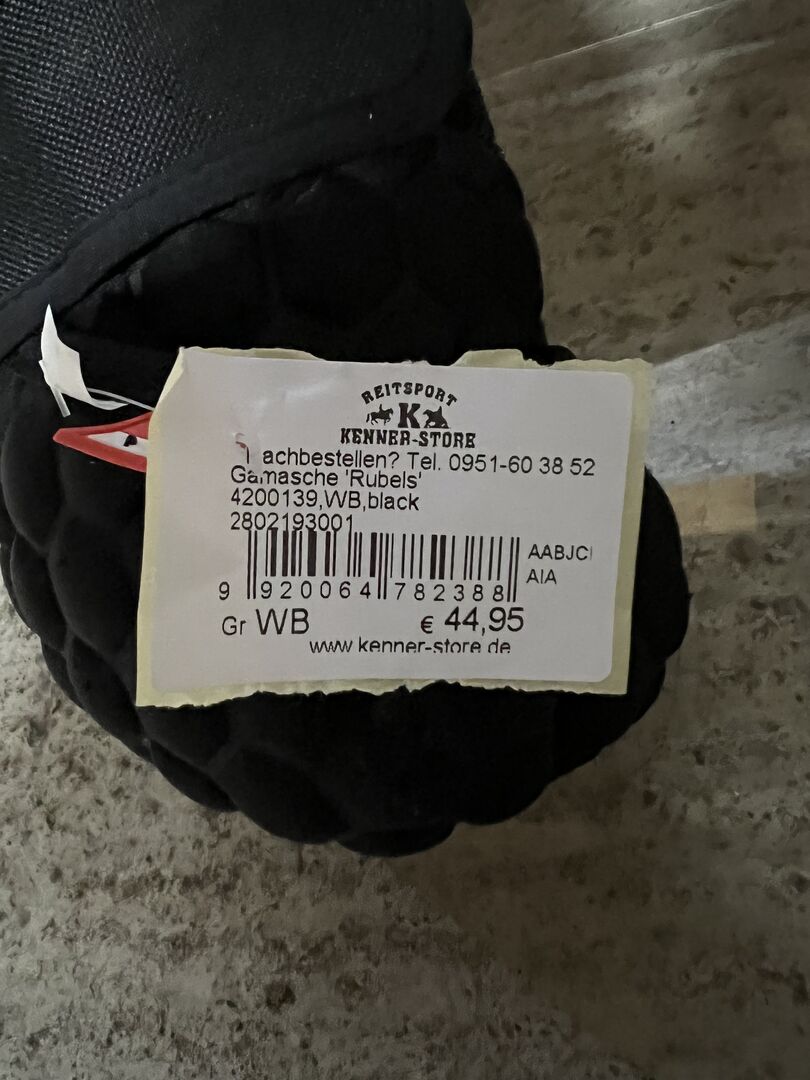 REITSPORT
K
KENNER-STORE
achbestellen? Tel. 0951-60 38 52
Gamasche 'Rubels'
4200139,WB,black
2802193001
AABJC
AIA
9 920064 782388
Gr WB € 44,95
www.kenner-store.de